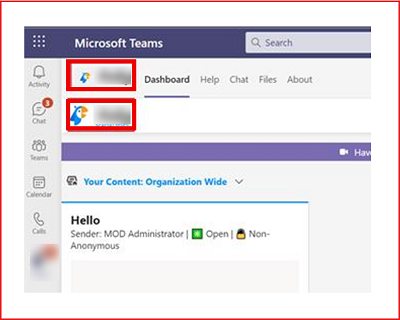 Microsoft Teams
Search
Activity
Dashboard Help Chat Files About
3
Chat
Teams
Have
Calendar
Your Content: Organization Wide
Calls
Hello
Sender: MOD Administrator | Open | Non-
Anonymous